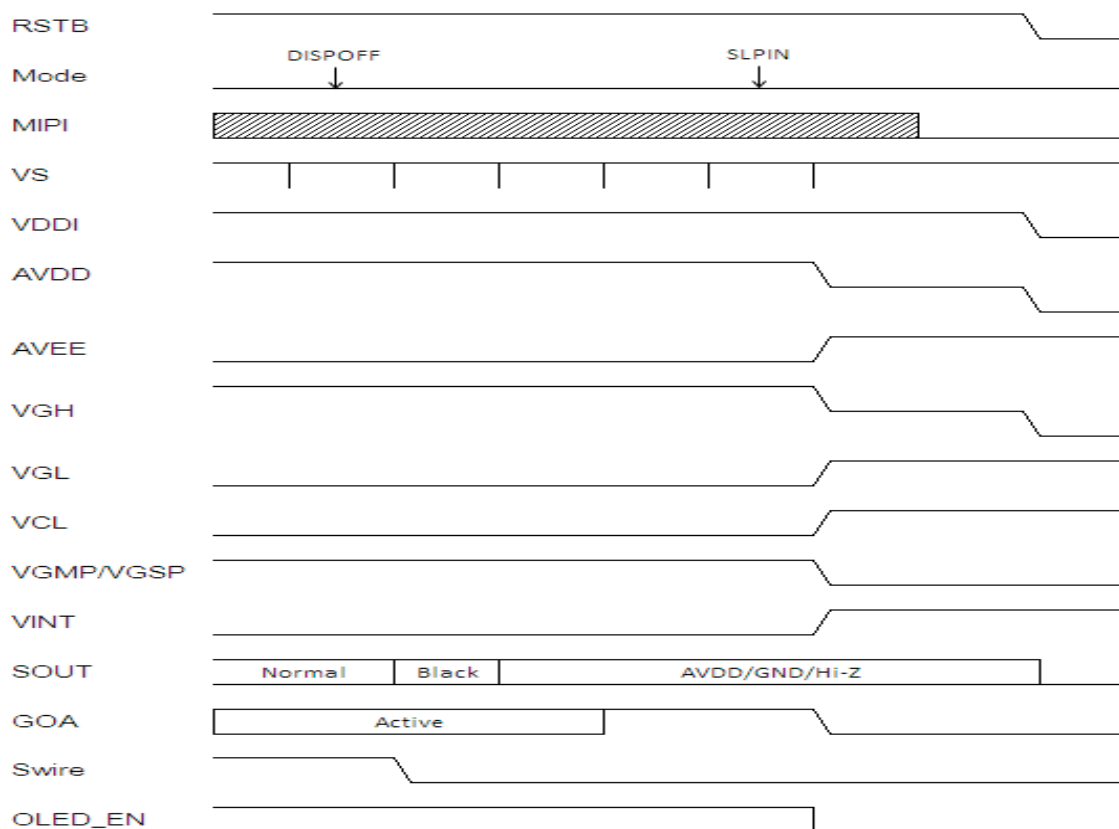 RSTB
DISPOFF SLPIN
Mode
MIPI
VS
VDDI
AVDD
AVEE
VGH
VGL
VCL
VGMP/VGSP
VINT
SOUT Normal Black AVDD/GND/Hi-Z
GOA Active
Swire
OLED_EN